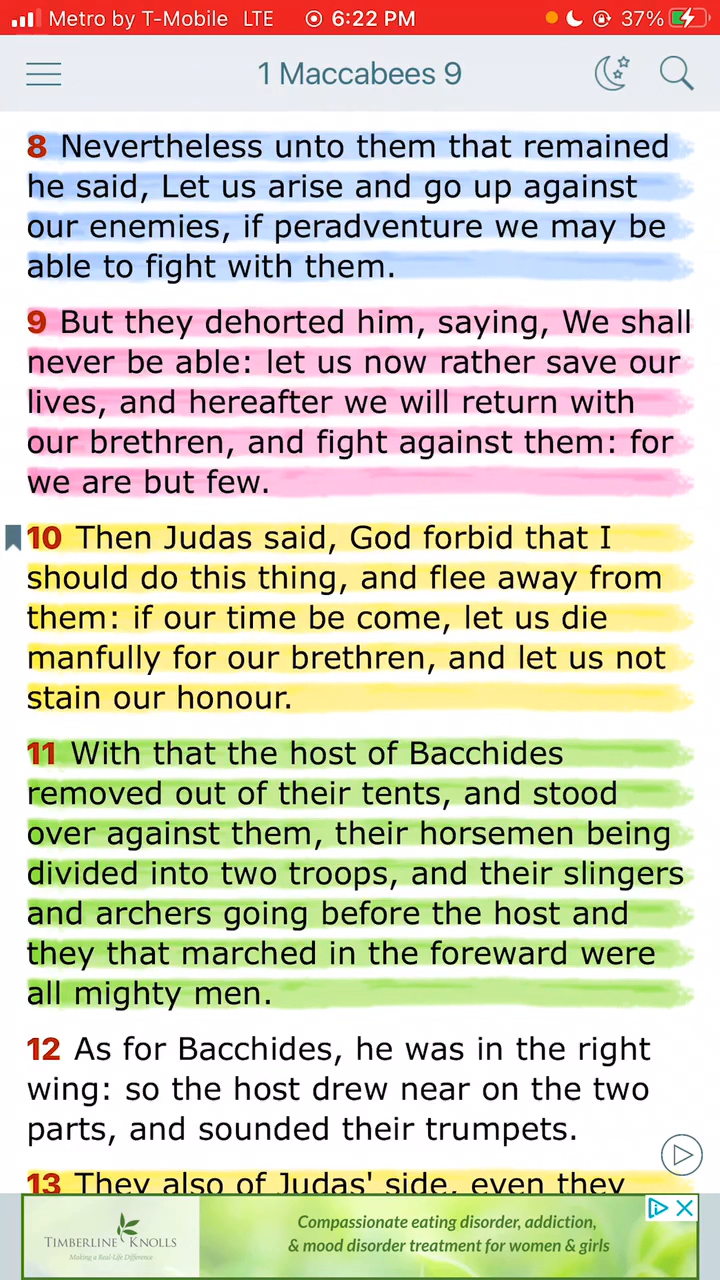 Metro by T-Mobile LTE 6:22 PM 37%
1 Maccabees 9
8 Nevertheless unto them that remained
he said, Let us arise and go up against
our enemies, if peradventure we may be
able to fight with them.
9 But they dehorted him, saying, We shall
never be able: let us now rather save our
lives, and hereafter we will return with
our brethren, and fight against them: for
we are but few.
10 Then Judas said, God forbid that I
should do this thing, and flee away from
them: if our time be come, let us die
manfully for our brethren, and let us not
stain our honour.
11 With that the host of Bacchides
removed out of their tents, and stood
over against them, their horsemen being
divided into two troops, and their slingers
and archers going before the host and
they that marched in the foreward were
all mighty men.
12 As for Bacchides, he was in the right
wing: so the host drew near on the two
parts, and sounded their trumpets.
13 They also of Judas' side, even they
TIMBERLINE KNOLLS
Making a Real-Life Difference
Compassionate eating disorder, addiction,
& mood disorder treatment for women & girls